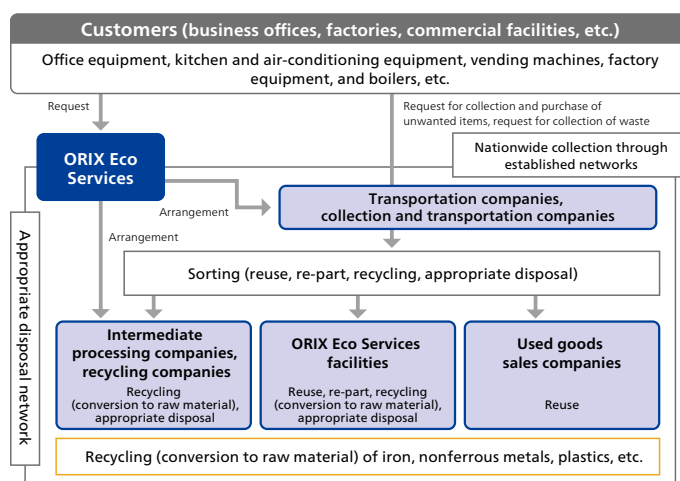 Customers (business offices, factories, commercial facilities, etc.)
Office equipment, kitchen and air-conditioning equipment, vending machines, factory
equipment, and boilers, etc.
Request
Request for collection and purchase of
unwanted items, request for collection of waste
ORIX Eco
Services
Nationwide collection through
established networks
Arrangement
Transportation companies,
collection and transportation companies
Arrangement
Appropriate disposal network
Sorting (reuse, re-part, recycling, appropriate disposal)
Intermediate
processing companies,
recycling companies
Recycling
(conversion to raw material),
appropriate disposal
ORIX Eco Services
facilities
Reuse, re-part, recycling
(conversion to raw material),
appropriate disposal
Used goods
sales companies
Reuse
Recycling (conversion to raw material) of iron, nonferrous metals, plastics, etc.